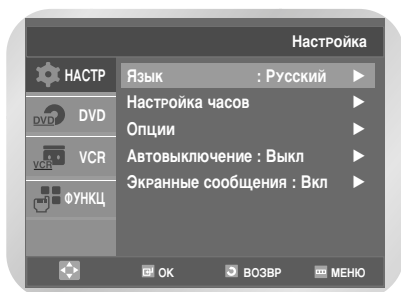 Настройка
НАСТР
Язык : Русский ►
DVD DVD
Настройка часов ►
Опции ►
VCR VCR
Автовыключение : Выкл ►
Экранные сообщения : Вкл ►
ФУНКЦ
ОК ВОЗВР МЕНЮ